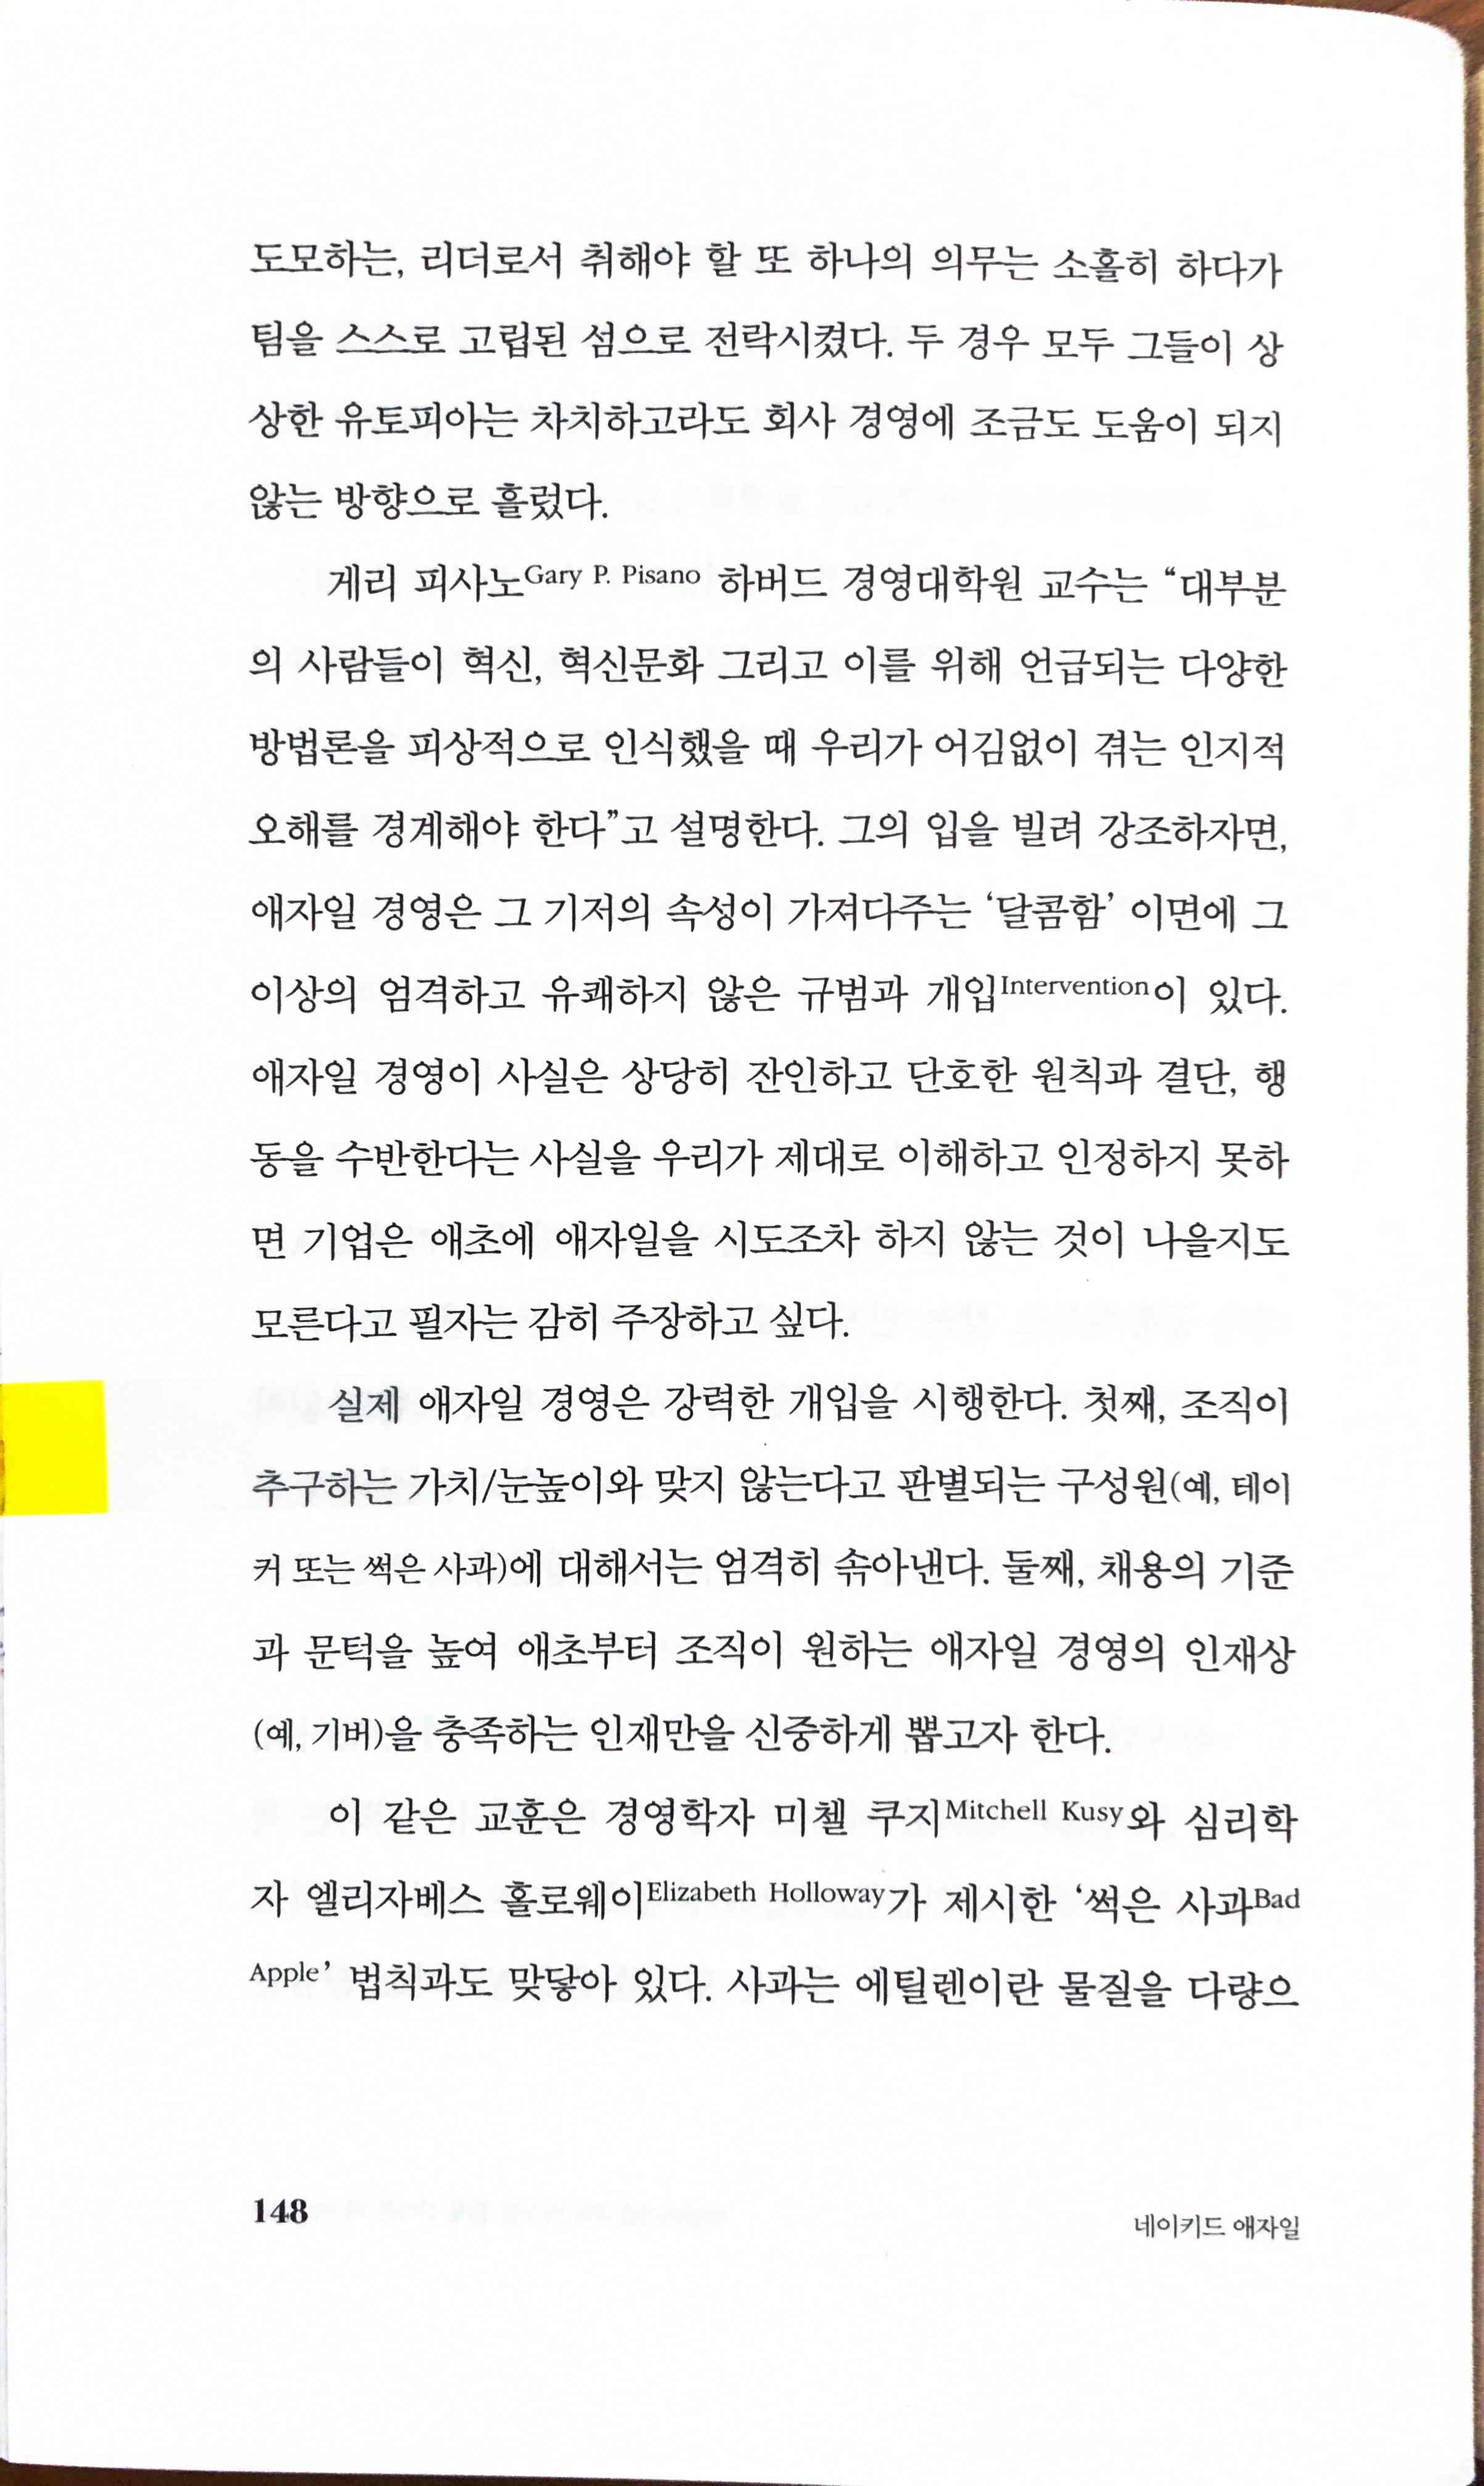 도모하는, 리더로서 취해야 할 또 하나의 의무는 소홀히 하다가
팀을 스스로 고립된 섬으로 전락시켰다. 두 경우 모두 그들이 상
상한 유토피아는 차치하고라도 회사 경영에 조금도 도움이 되지
않는 방향으로 흘렀다.
게리 피사노Gary P. Pisano 하버드 경영대학원 교수는 “대부분
의 사람들이 혁신, 혁신문화 그리고 이를 위해 언급되는 다양한
방법론을 피상적으로 인식했을 때 우리가 어김없이 겪는 인지적
오해를 경계해야 한다”고 설명한다. 그의 입을 빌려 강조하자면,
애자일 경영은 그 기저의 속성이 가져다주는 ‘달콤함’ 이면에 그
이상의 엄격하고 유쾌하지 않은 규범과 개입Intervention이 있다.
애자일 경영이 사실은 상당히 잔인하고 단호한 원칙과 결단, 행
동을 수반한다는 사실을 우리가 제대로 이해하고 인정하지 못하
면 기업은 애초에 애자일을 시도조차 하지 않는 것이 나을지도
모른다고 필자는 감히 주장하고 싶다.
실제 애자일 경영은 강력한 개입을 시행한다. 첫째, 조직이
추구하는 가치/눈높이와 맞지 않는다고 판별되는 구성원(예, 테이
커 또는 썩은 사과)에 대해서는 엄격히 솎아낸다. 둘째, 채용의 기준
과 문턱을 높여 애초부터 조직이 원하는 애자일 경영의 인재상
(예, 기버)을 충족하는 인재만을 신중하게 뽑고자 한다.
이 같은 교훈은 경영학자 미첼 쿠지Mitchell Kusy와 심리학
자 엘리자베스 홀로웨이Elizabeth Holloway가 제시한 ‘썩은 사과Bad
Apple’ 법칙과도 맞닿아 있다. 사과는 에틸렌이란 물질을 다량으
148
네이키드 애자일